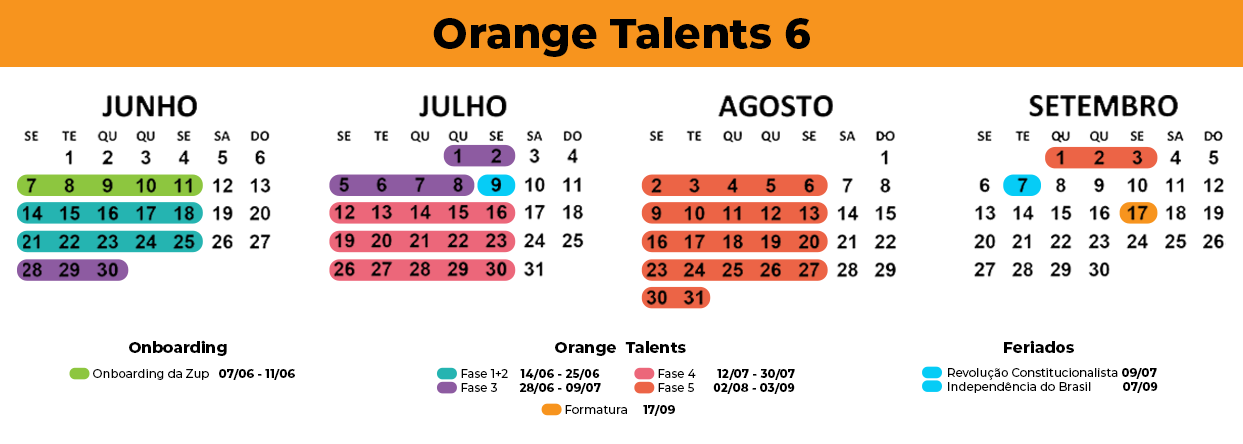 Orange Talents 6
JUNHO
SE TE QU QU SE SA DO
1 2 3 4 5 6
7 8 9 10 11 12 13
14 15 16 17 18 19 20
21 22 23 24 25 26 27
28 29 30
JULHO
SE TE QU QU SE SA DO
1 2 3 4
5 6 7 8 9 10 11
12 13 14 15 16 17 18
19 20 21 22 23 24 25
26 27 28 29 30 31
AGOSTO
SE TE QU QU SE SA DO
1
2 3 4 5 6 7 8
9 10 11 12 13 14 15
16 17 18 19 20 21 22
23 24 25 26 27 28 29
30 31
SETEMBRO
SE TE QU QU SE SA DO
1 2 3 4 5
6 7 8 9 10 11 12
13 14 15 16 17 18 19
20 21 22 23 24 25 26
27 28 29 30
Onboarding
Onboarding da Zup 07/06 - 11/06
Orange Talents
Fase 1+2 14/06 - 25/06
Fase 3 28/06 - 09/07
Fase 4 12/07 - 30/07
Fase 5 02/08 - 03/09
Formatura 17/09
Feriados
Revolução Constitucionalista 09/07
Independência do Brasil 07/09